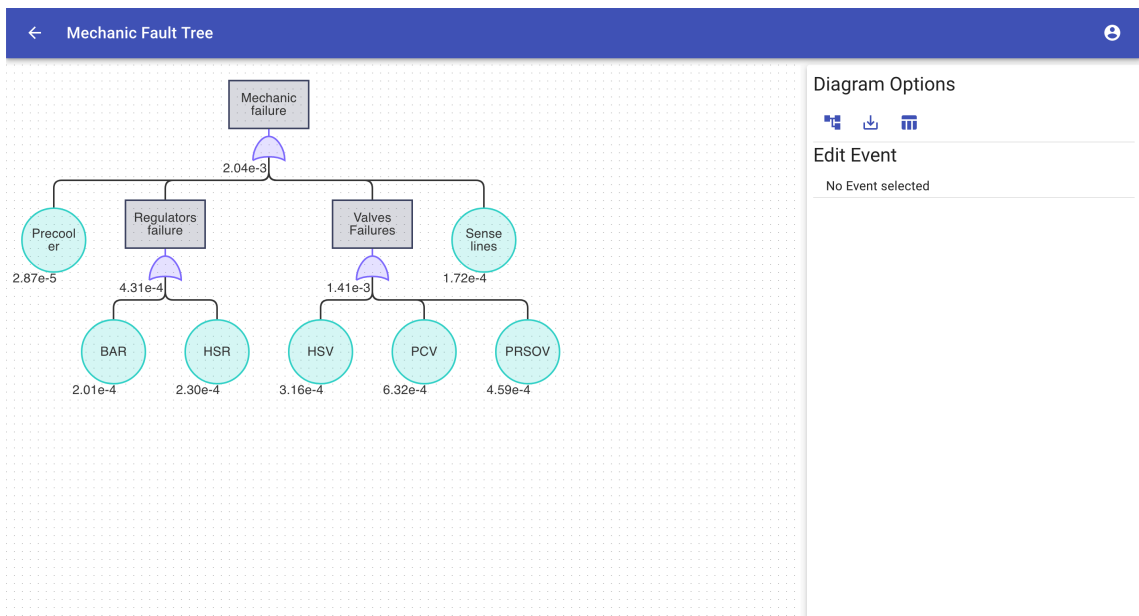 Mechanic Fault Tree
Diagram Options
Edit Event
No Event selected
Mechanic
failure
2.04e-3
Precool
er
2.87e-5
Regulators
failure
4.31e-4
Valves
Failures
1.41e-3
Sense
lines
1.72e-4
BAR
2.01e-4
HSR
2.30e-4
HSV
3.16e-4
PCV
6.32e-4
PRSOV
4.59e-4